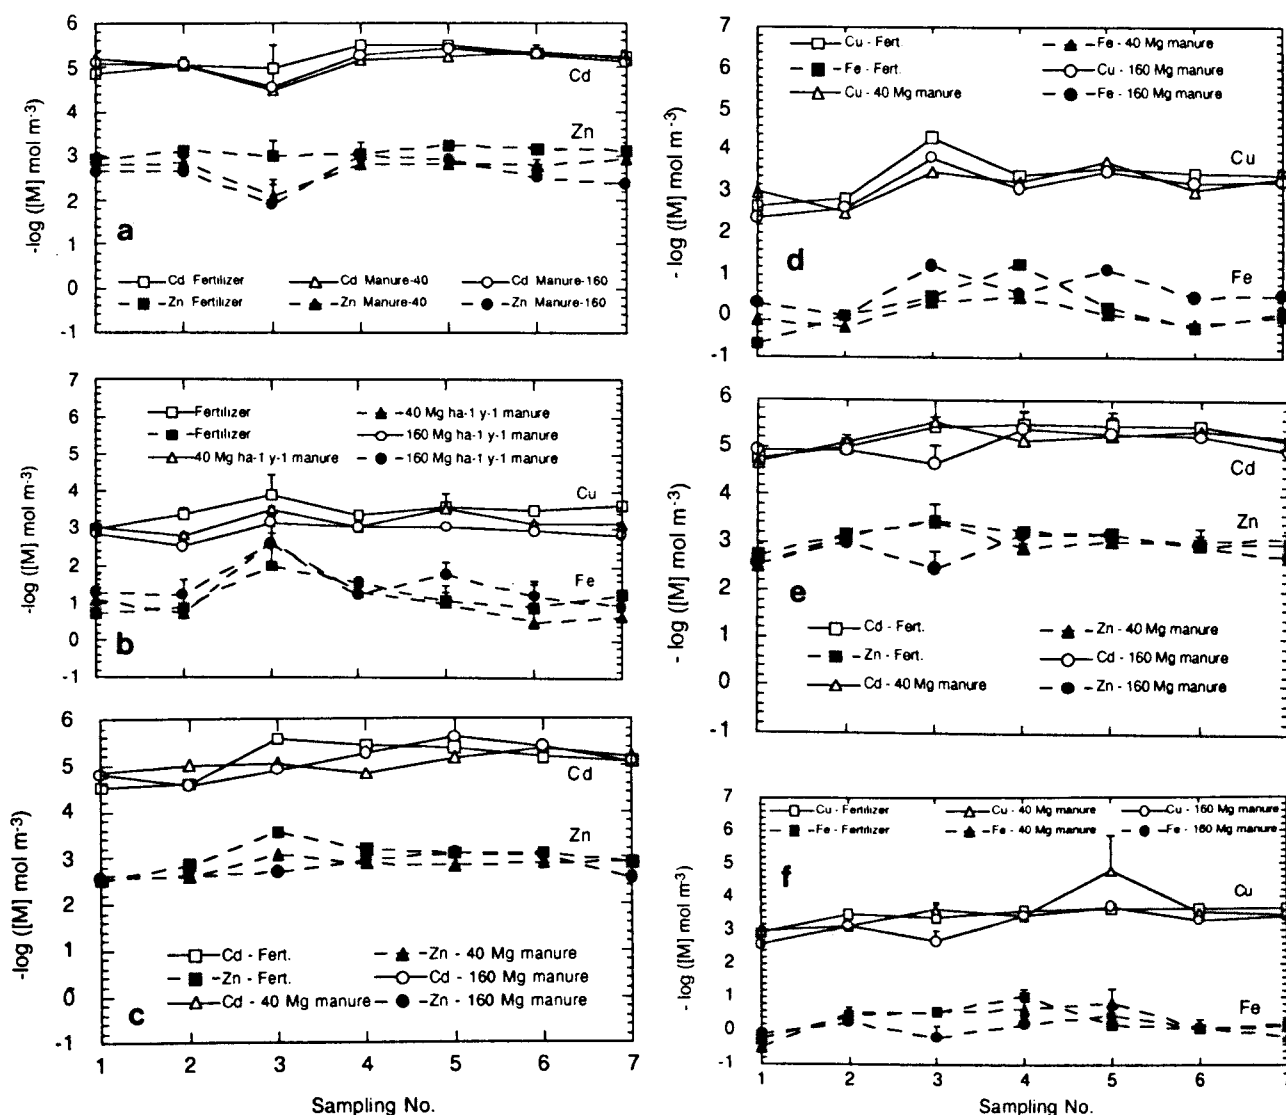 6
5
4
3
2
1
0
-1
-log ([M] mol m-3)
Cd
Zn
a
Cd Fertilizer
Cd Manure-40
Cd Manure-160
Zn Fertilizer
Zn Manure-40
Zn Manure-160
7
6
5
4
3
2
1
0
-1
-log ([M] mol m-3)
Fertilizer
40 Mg ha-1 y-1 manure
Fertilizer
160 Mg ha-1 y-1 manure
40 Mg ha-1 y-1 manure
160 Mg ha-1 y-1 manure
Cu
Fe
b
6
5
4
3
2
1
0
-1
-log ([M] mol m-3)
Cd
Zn
Cd - Fert.
Zn - 40 Mg manure
Zn - Fert.
Cd - 160 Mg manure
Cd - 40 Mg manure
Zn - 160 Mg manure
c
1 2 3 4 5 6 7
Sampling No.
7
6
5
4
3
2
1
0
-1
- log ([M] mol m-3)
Cu - Fert.
Fe - 40 Mg manure
Fe - Fert.
Cu - 160 Mg manure
Cu - 40 Mg manure
Fe - 160 Mg manure
Cu
d
Fe
6
5
4
3
2
1
0
-1
- log ([M] mol m-3)
Cd
Zn
e
Cd - Fert.
Zn - 40 Mg manure
Zn - Fert.
Cd - 160 Mg manure
Cd - 40 Mg manure
Zn - 160 Mg manure
7
6
5
4
3
2
1
0
-1
- log ([M] mol m-3)
Cu - Fertilizer
Cu - 40 Mg manure
Cu - 160 Mg manure
Fe - Fertilizer
Fe - 40 Mg manure
Fe - 160 Mg manure
f
Cu
Fe
1 2 3 4 5 6 7
Sampling No.